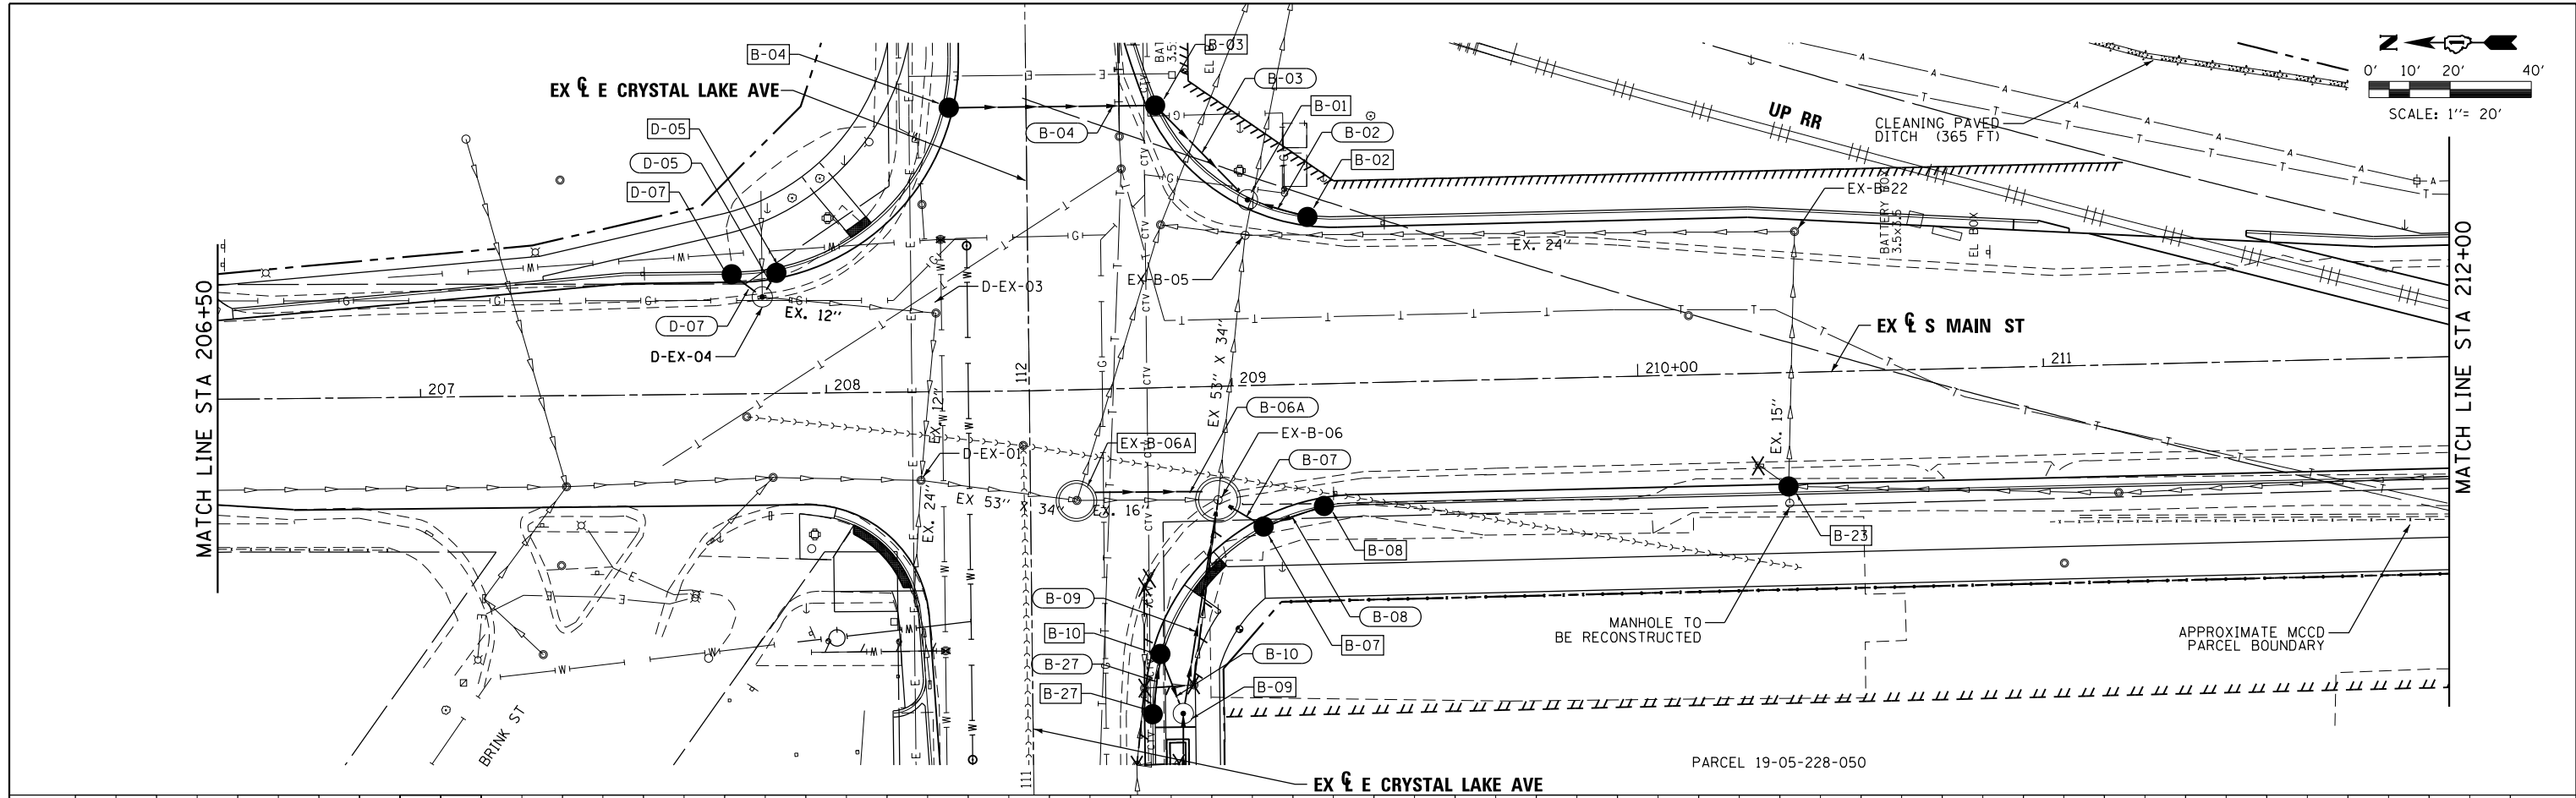 B-04
EX ℄ E CRYSTAL LAKE AVE
D-05
D-05
D-07
D-07
D-EX-04
EX. 12"
D-EX-03
B-04
B-03
B-03
B-01
B-02
B-02
EX-B-05
EX. 24"
EX-B-22
UP RR
CLEANING PAVED
DITCH (365 FT)
N
0' 10' 20' 40'
SCALE: 1"= 20'
BATTERY BOX
3.5x3.5
EL BOX
EX ℄ S MAIN ST
MATCH LINE STA 206+50
MATCH LINE STA 212+00
207
208
112
209
210+00
211
EX. 12"
EX 53" X 34"
EX. 15"
B-06A
EX-B-06
EX-B-06A
B-07
D-EX-01
EX. 24"
EX 53" X 34"
EX. 16"
B-08
B-23
B-09
B-10
B-27
B-27
B-08
B-07
B-10
B-09
MANHOLE TO
BE RECONSTRUCTED
APPROXIMATE MCCD
PARCEL BOUNDARY
BRINK ST
111
PARCEL 19-05-228-050
EX ℄ E CRYSTAL LAKE AVE